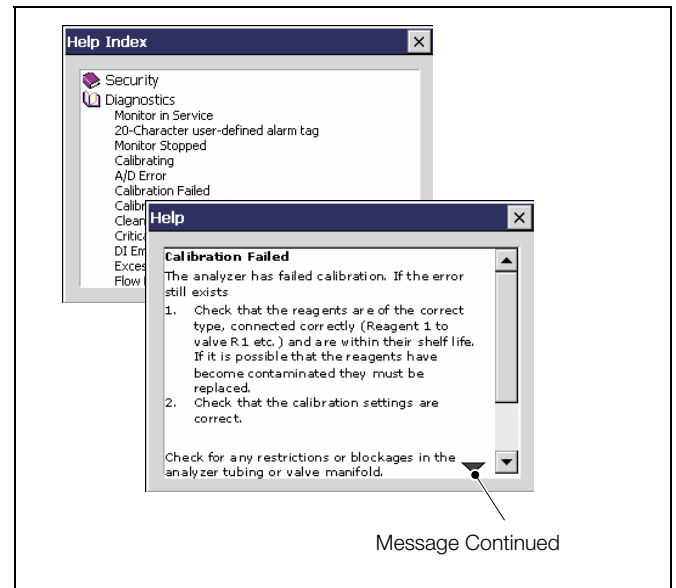 Help Index
Security
Diagnostics
Monitor in Service
20-Character user-defined alarm tag
Monitor Stopped
Calibrating
A/D Error
Calibration Failed
Help
Calibration Failed
The analyzer has failed calibration. If the error
still exists
1. Check that the reagents are of the correct
type, connected correctly (Reagent 1 to
valve R1 etc. ) and are within their shelf life.
If it is possible that the reagents have
become contaminated they must be
replaced.
2. Check that the calibration settings are
correct.
Check for any restrictions or blockages in the
analyzer tubing or valve manifold.
Message Continued